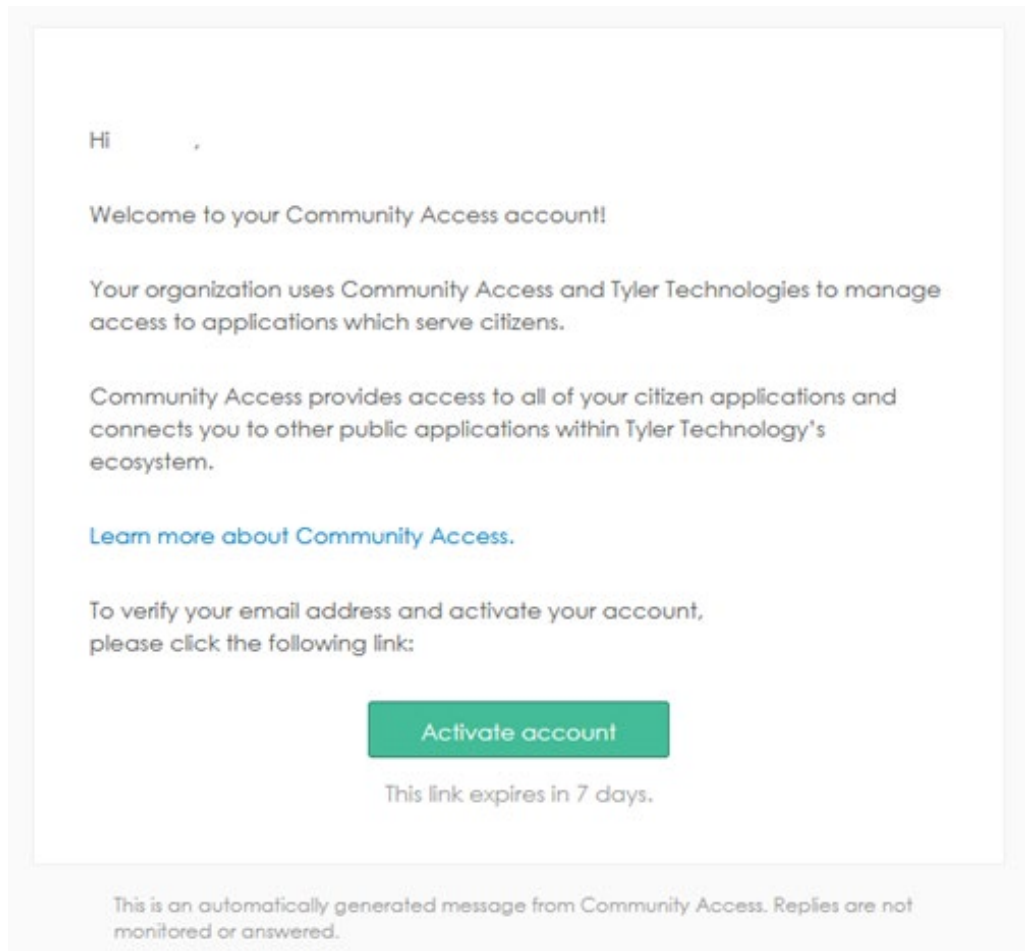 Hi ,
Welcome to your Community Access account!
Your organization uses Community Access and Tyler Technologies to manage
access to applications which serve citizens.
Community Access provides access to all of your citizen applications and
connects you to other public applications within Tyler Technology’s
ecosystem.
Learn more about Community Access.
To verify your email address and activate your account,
please click the following link:
Activate account
This link expires in 7 days.
This is an automatically generated message from Community Access. Replies are not
monitored or answered.